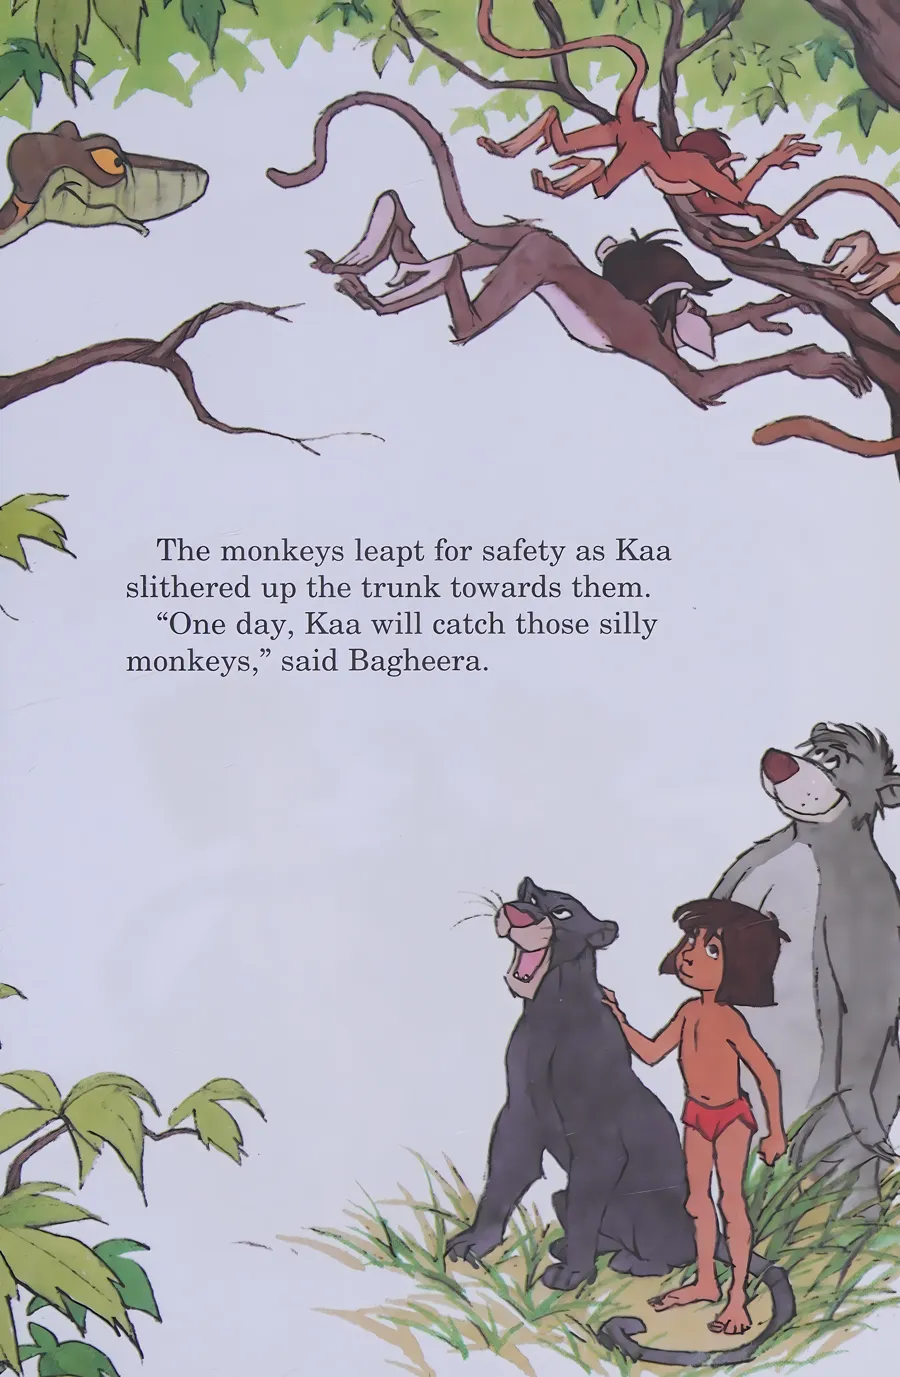 The monkeys leapt for safety as Kaa
slithered up the trunk towards them.
“One day, Kaa will catch those silly
monkeys,” said Bagheera.